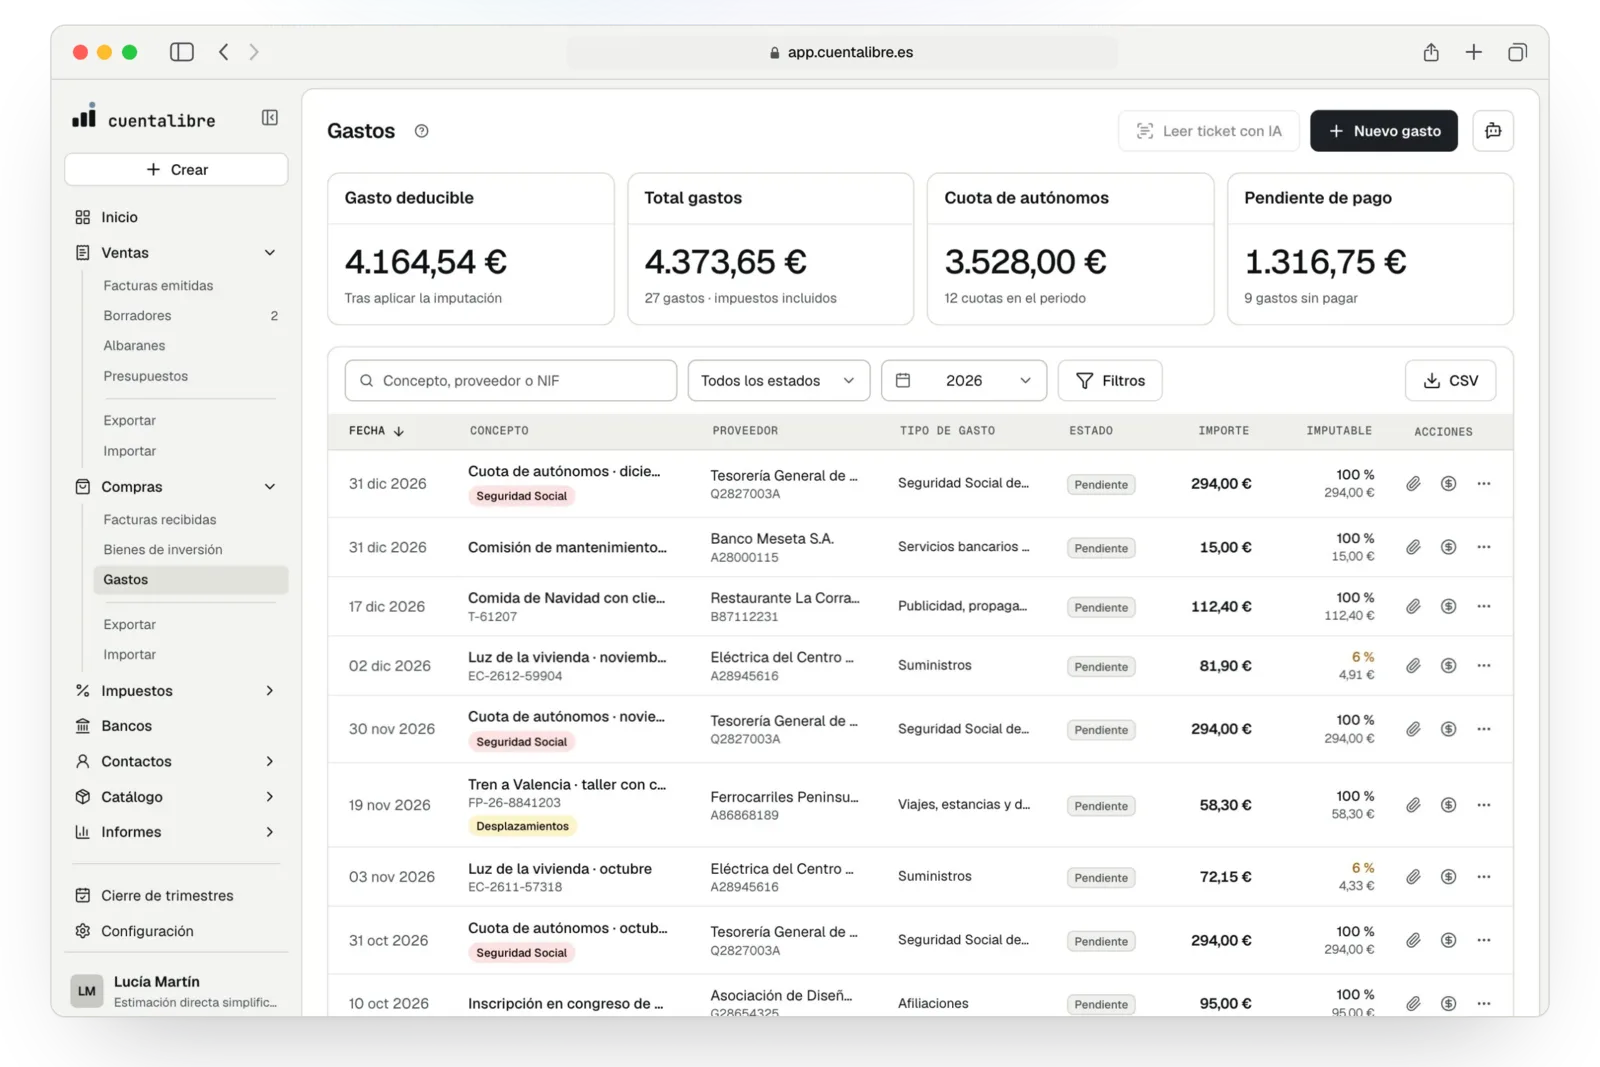 app.cuentalibre.es
cuentalibre
Crear
Inicio
Ventas
Facturas emitidas
Borradores 2
Albaranes
Presupuestos
Exportar
Importar
Compras
Facturas recibidas
Bienes de inversión
Gastos
Exportar
Importar
Impuestos
Bancos
Contactos
Catálogo
Informes
Cierre de trimestres
Configuración
LM
Lucía Martín
Estimación directa simplific...
Gastos
Leer ticket con IA
Nuevo gasto
Gasto deducible
4.164,54 €
Tras aplicar la imputación
Total gastos
4.373,65 €
27 gastos · impuestos incluidos
Cuota de autónomos
3.528,00 €
12 cuotas en el periodo
Pendiente de pago
1.316,75 €
9 gastos sin pagar
Concepto, proveedor o NIF
Todos los estados
2026
Filtros
CSV
FECHA CONCEPTO PROVEEDOR TIPO DE GASTO ESTADO IMPORTE IMPUTABLE ACCIONES
31 dic 2026
Cuota de autónomos · dicie...
Seguridad Social
Tesorería General de ...
Q2827003A
Seguridad Social de...
Pendiente
294,00 €
100 %
294,00 €
31 dic 2026
Comisión de mantenimiento...
Banco Meseta S.A.
A28000115
Servicios bancarios ...
Pendiente
15,00 €
100 %
15,00 €
17 dic 2026
Comida de Navidad con clie...
T-61207
Restaurante La Corra...
B87112231
Publicidad, propaga...
Pendiente
112,40 €
100 %
112,40 €
02 dic 2026
Luz de la vivienda · noviemb...
EC-2612-59904
Eléctrica del Centro ...
A28945616
Suministros
Pendiente
81,90 €
6 %
4,91 €
30 nov 2026
Cuota de autónomos · novie...
Seguridad Social
Tesorería General de ...
Q2827003A
Seguridad Social de...
Pendiente
294,00 €
100 %
294,00 €
19 nov 2026
Tren a Valencia · taller con c...
FP-26-8841203
Desplazamientos
Ferrocarriles Peninsu...
A86868189
Viajes, estancias y d...
Pendiente
58,30 €
100 %
58,30 €
03 nov 2026
Luz de la vivienda · octubre
EC-2611-57318
Eléctrica del Centro ...
A28945616
Suministros
Pendiente
72,15 €
6 %
4,33 €
31 oct 2026
Cuota de autónomos · octub...
Seguridad Social
Tesorería General de ...
Q2827003A
Seguridad Social de...
Pendiente
294,00 €
100 %
294,00 €
10 oct 2026
Inscripción en congreso de ...
Asociación de Diseñ...
G28654325
Afiliaciones
Pendiente
95,00 €
100 %
95,00 €